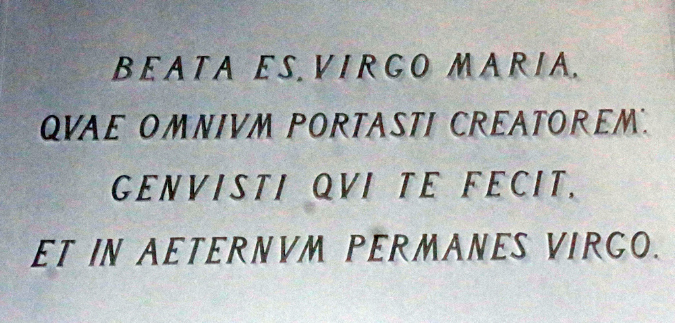 BEATA ES, VIRGO MARIA,
QVAE OMNIVM PORTASTI CREATOREM:
GENVISTI QVI TE FECIT,
ET IN AETERNVM PERMANES VIRGO.